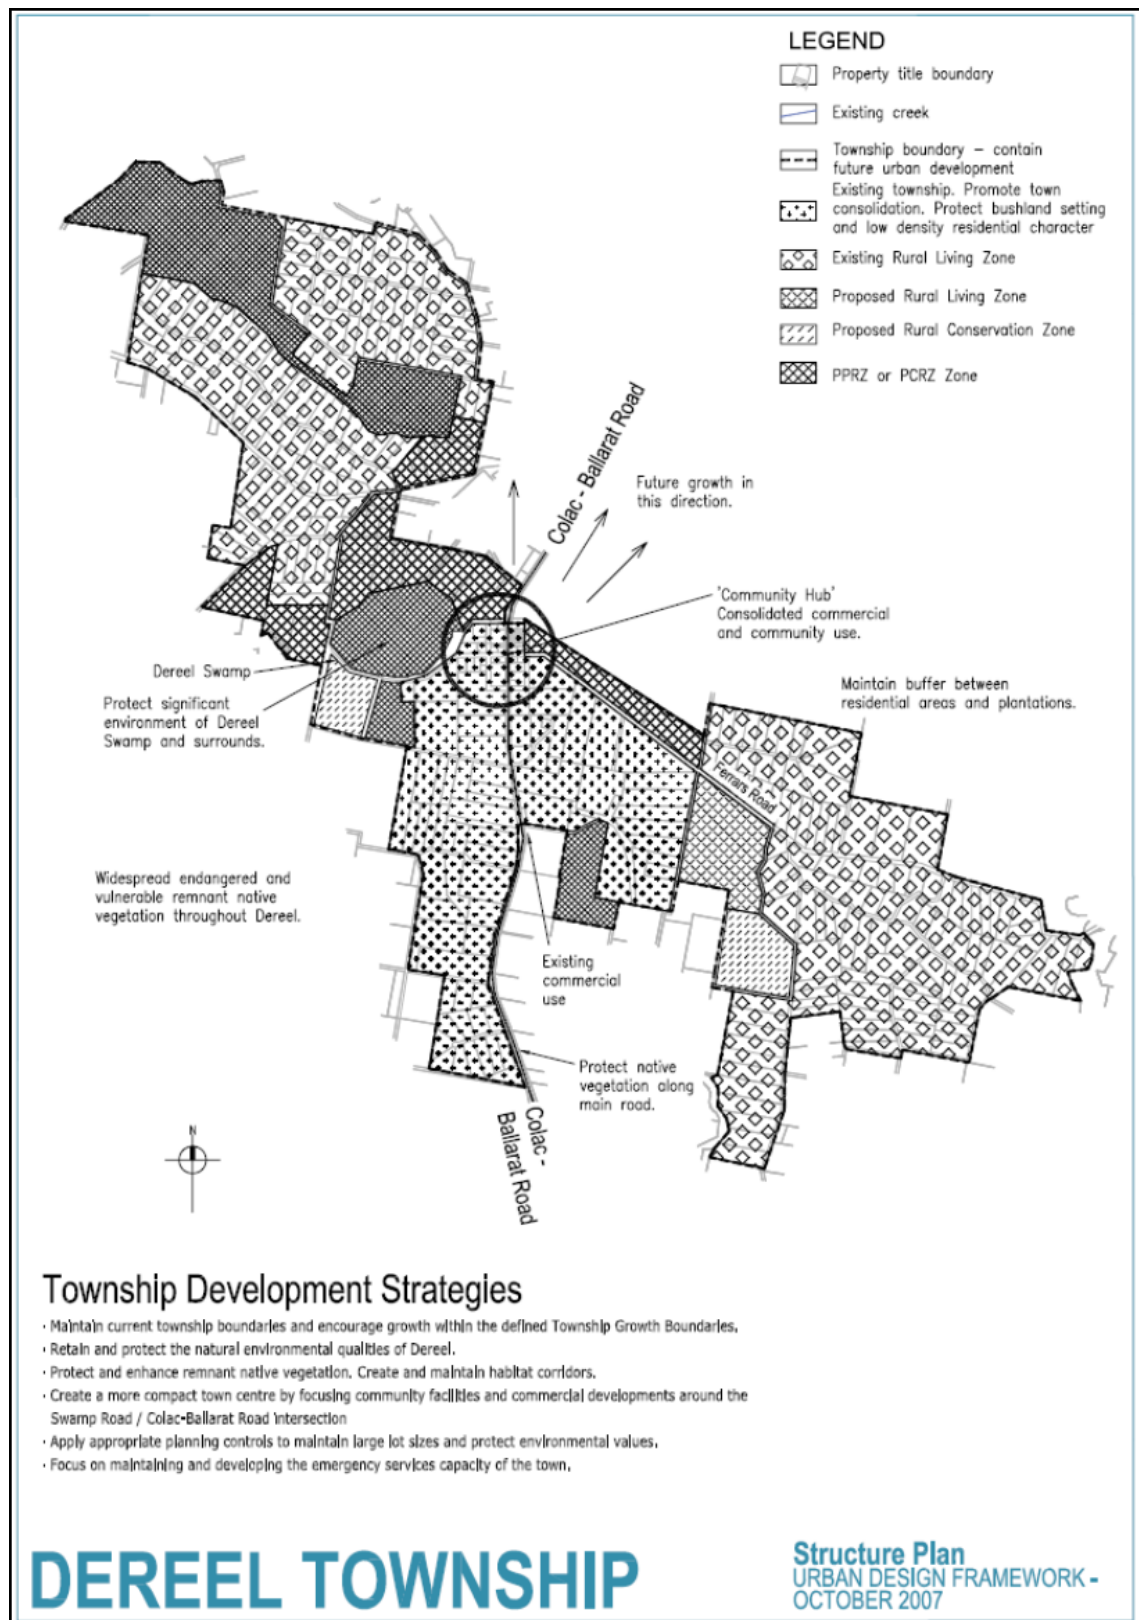 LEGEND
Property title boundary
Existing creek
Township boundary – contain
future urban development
Existing township. Promote town
consolidation. Protect bushland setting
and low density residential character
Existing Rural Living Zone
Proposed Rural Living Zone
Proposed Rural Conservation Zone
PPRZ or PCRZ Zone
Colac - Ballarat Road
Future growth in
this direction.
'Community Hub'
Consolidated commercial
and community use.
Dereel Swamp
Protect significant
environment of Dereel
Swamp and surrounds.
Maintain buffer between
residential areas and plantations.
Ferrars Road
Widespread endangered and
vulnerable remnant native
vegetation throughout Dereel.
Existing
commercial
use
Protect native
vegetation along
main road.
Colac -
Ballarat Road
N
Township Development Strategies
· Maintain current township boundaries and encourage growth within the defined Township Growth Boundaries.
· Retain and protect the natural environmental qualities of Dereel.
· Protect and enhance remnant native vegetation. Create and maintain habitat corridors.
· Create a more compact town centre by focusing community facilities and commercial developments around the
Swamp Road / Colac-Ballarat Road intersection
· Apply appropriate planning controls to maintain large lot sizes and protect environmental values.
· Focus on maintaining and developing the emergency services capacity of the town.
DEREEL TOWNSHIP
Structure Plan
URBAN DESIGN FRAMEWORK -
OCTOBER 2007